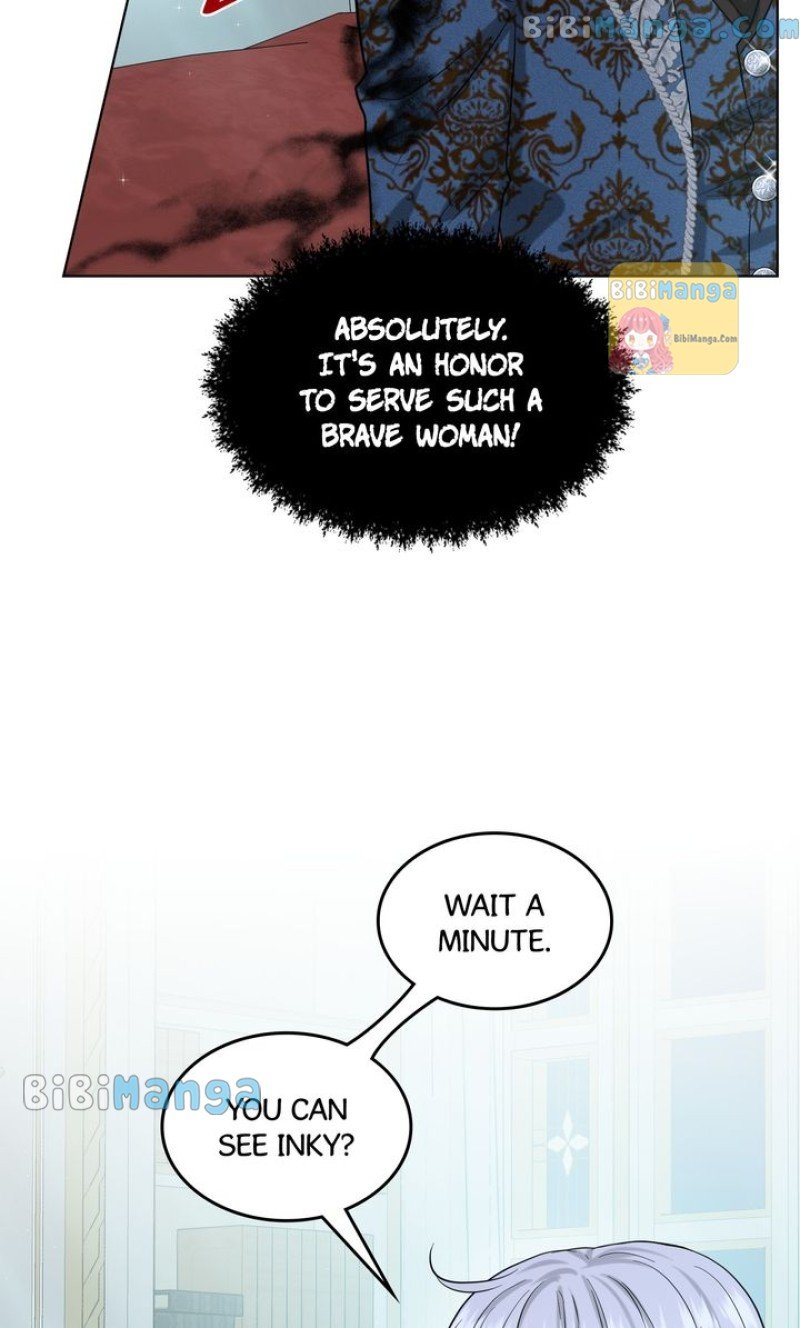 BiBiManga.Com
ABSOLUTELY.
IT'S AN HONOR
TO SERVE SUCH A
BRAVE WOMAN!
BiBiManga
BibiManga.Com
WAIT A
MINUTE.
BiBiManga
YOU CAN
SEE INKY?